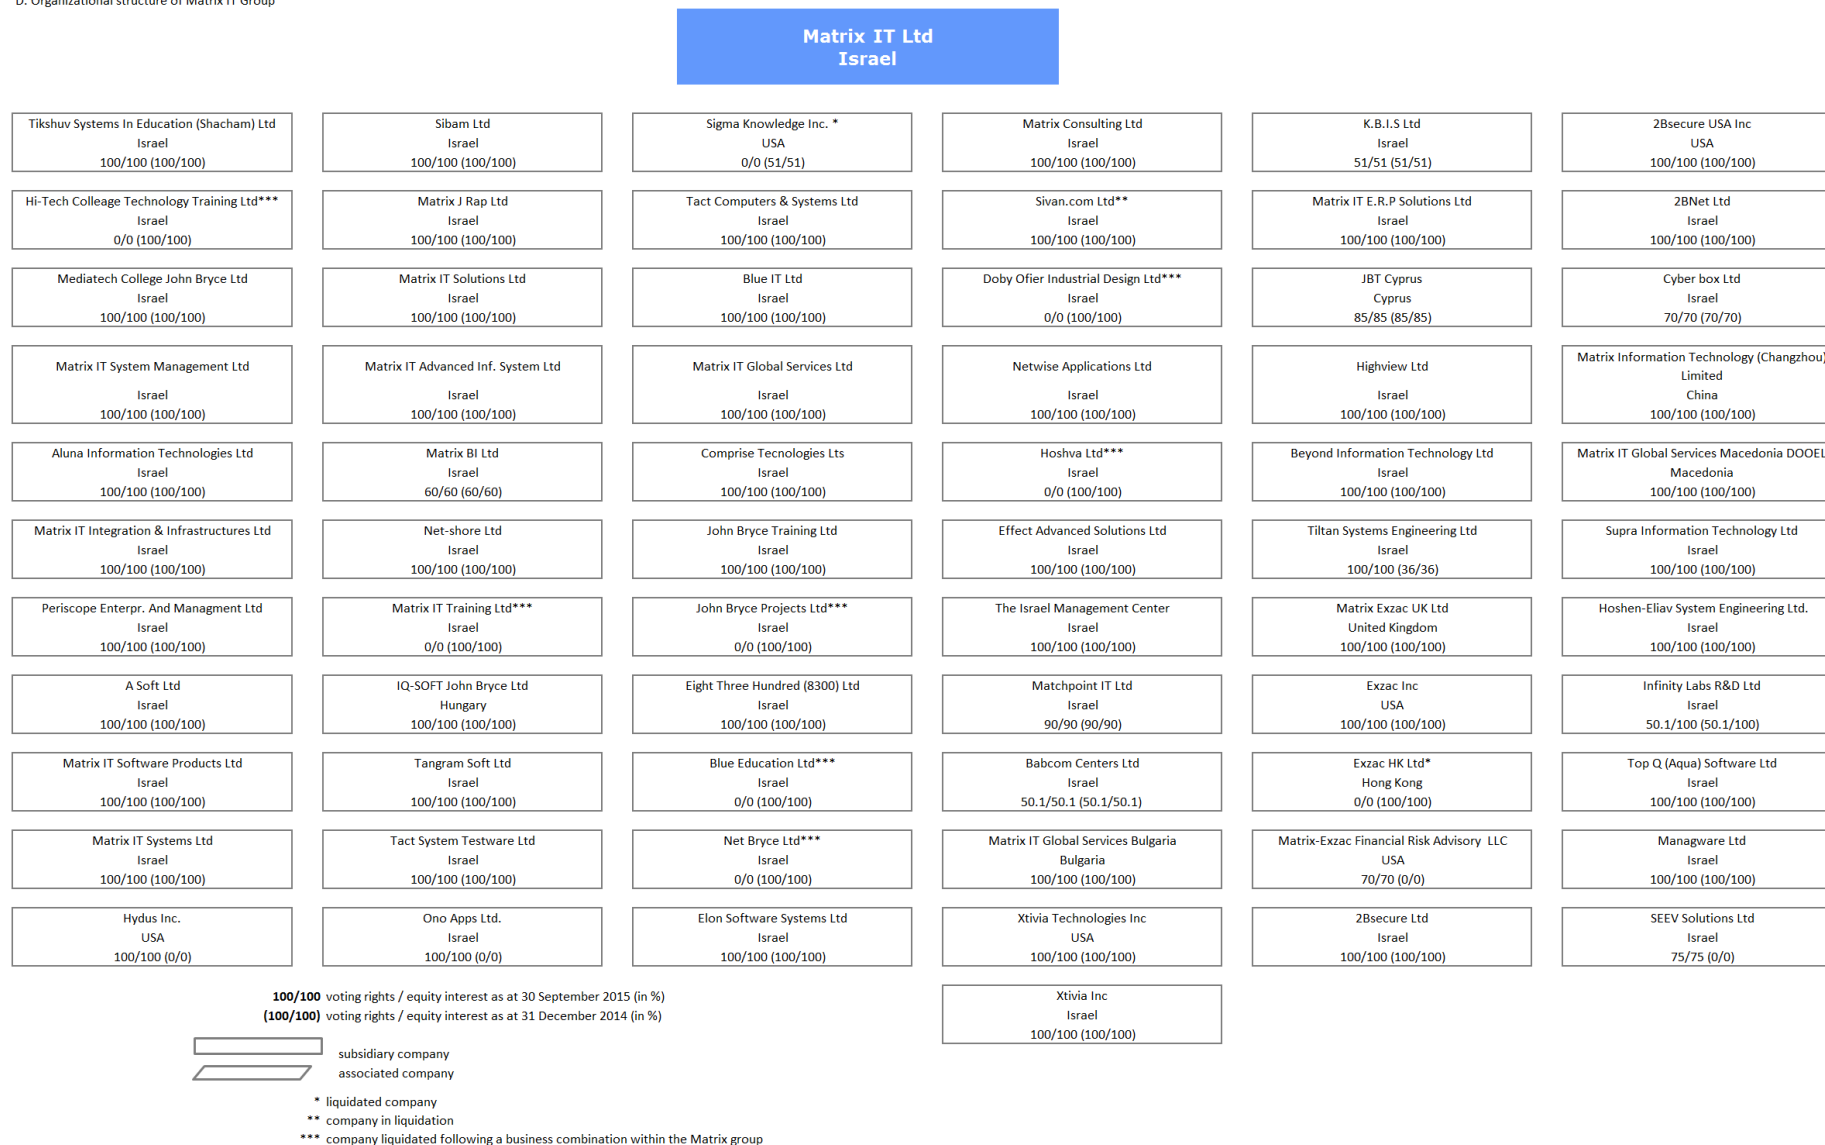 D. Organizational structure of Matrix IT Group
Matrix IT Ltd
Israel
Tikshuv Systems In Education (Shacham) Ltd
Israel
100/100 (100/100)
Sibam Ltd
Israel
100/100 (100/100)
Sigma Knowledge Inc. *
USA
0/0 (51/51)
Matrix Consulting Ltd
Israel
100/100 (100/100)
K.B.I.S Ltd
Israel
51/51 (51/51)
2Bsecure USA Inc
USA
100/100 (100/100)
Hi-Tech Colleage Technology Training Ltd***
Israel
0/0 (100/100)
Matrix J Rap Ltd
Israel
100/100 (100/100)
Tact Computers & Systems Ltd
Israel
100/100 (100/100)
Sivan.com Ltd**
Israel
100/100 (100/100)
Matrix IT E.R.P Solutions Ltd
Israel
100/100 (100/100)
2BNet Ltd
Israel
100/100 (100/100)
Mediatech College John Bryce Ltd
Israel
100/100 (100/100)
Matrix IT Solutions Ltd
Israel
100/100 (100/100)
Blue IT Ltd
Israel
100/100 (100/100)
Doby Ofier Industrial Design Ltd***
Israel
0/0 (100/100)
JBT Cyprus
Cyprus
85/85 (85/85)
Cyber box Ltd
Israel
70/70 (70/70)
Matrix IT System Management Ltd
Israel
100/100 (100/100)
Matrix IT Advanced Inf. System Ltd
Israel
100/100 (100/100)
Matrix IT Global Services Ltd
Israel
100/100 (100/100)
Netwise Applications Ltd
Israel
100/100 (100/100)
Highview Ltd
Israel
100/100 (100/100)
Matrix Information Technology (Changzhou)
Limited
China
100/100 (100/100)
Aluna Information Technologies Ltd
Israel
100/100 (100/100)
Matrix BI Ltd
Israel
60/60 (60/60)
Comprise Tecnologies Lts
Israel
100/100 (100/100)
Hoshva Ltd***
Israel
0/0 (100/100)
Beyond Information Technology Ltd
Israel
100/100 (100/100)
Matrix IT Global Services Macedonia DOOEL
Macedonia
100/100 (100/100)
Matrix IT Integration & Infrastructures Ltd
Israel
100/100 (100/100)
Net-shore Ltd
Israel
100/100 (100/100)
John Bryce Training Ltd
Israel
100/100 (100/100)
Effect Advanced Solutions Ltd
Israel
100/100 (100/100)
Tiltan Systems Engineering Ltd
Israel
100/100 (36/36)
Supra Information Technology Ltd
Israel
100/100 (100/100)
Periscope Enterpr. And Managment Ltd
Israel
100/100 (100/100)
Matrix IT Training Ltd***
Israel
0/0 (100/100)
John Bryce Projects Ltd***
Israel
0/0 (100/100)
The Israel Management Center
Israel
100/100 (100/100)
Matrix Exzac UK Ltd
United Kingdom
100/100 (100/100)
Hoshen-Eliav System Engineering Ltd.
Israel
100/100 (100/100)
A Soft Ltd
Israel
100/100 (100/100)
IQ-SOFT John Bryce Ltd
Hungary
100/100 (100/100)
Eight Three Hundred (8300) Ltd
Israel
100/100 (100/100)
Matchpoint IT Ltd
Israel
90/90 (90/90)
Exzac Inc
USA
100/100 (100/100)
Infinity Labs R&D Ltd
Israel
50.1/100 (50.1/100)
Matrix IT Software Products Ltd
Israel
100/100 (100/100)
Tangram Soft Ltd
Israel
100/100 (100/100)
Blue Education Ltd***
Israel
0/0 (100/100)
Babcom Centers Ltd
Israel
50.1/50.1 (50.1/50.1)
Exzac HK Ltd*
Hong Kong
0/0 (100/100)
Top Q (Aqua) Software Ltd
Israel
100/100 (100/100)
Matrix IT Systems Ltd
Israel
100/100 (100/100)
Tact System Testware Ltd
Israel
100/100 (100/100)
Net Bryce Ltd***
Israel
0/0 (100/100)
Matrix IT Global Services Bulgaria
Bulgaria
100/100 (100/100)
Matrix-Exzac Financial Risk Advisory LLC
USA
70/70 (0/0)
Managware Ltd
Israel
100/100 (100/100)
Hydus Inc.
USA
100/100 (0/0)
Ono Apps Ltd.
Israel
100/100 (0/0)
Elon Software Systems Ltd
Israel
100/100 (100/100)
Xtivia Technologies Inc
USA
100/100 (100/100)
2Bsecure Ltd
Israel
100/100 (100/100)
SEEV Solutions Ltd
Israel
75/75 (0/0)
Xtivia Inc
Israel
100/100 (100/100)
100/100 voting rights / equity interest as at 30 September 2015 (in %)
(100/100) voting rights / equity interest as at 31 December 2014 (in %)
subsidiary company
associated company
* liquidated company
** company in liquidation
*** company liquidated following a business combination within the Matrix group